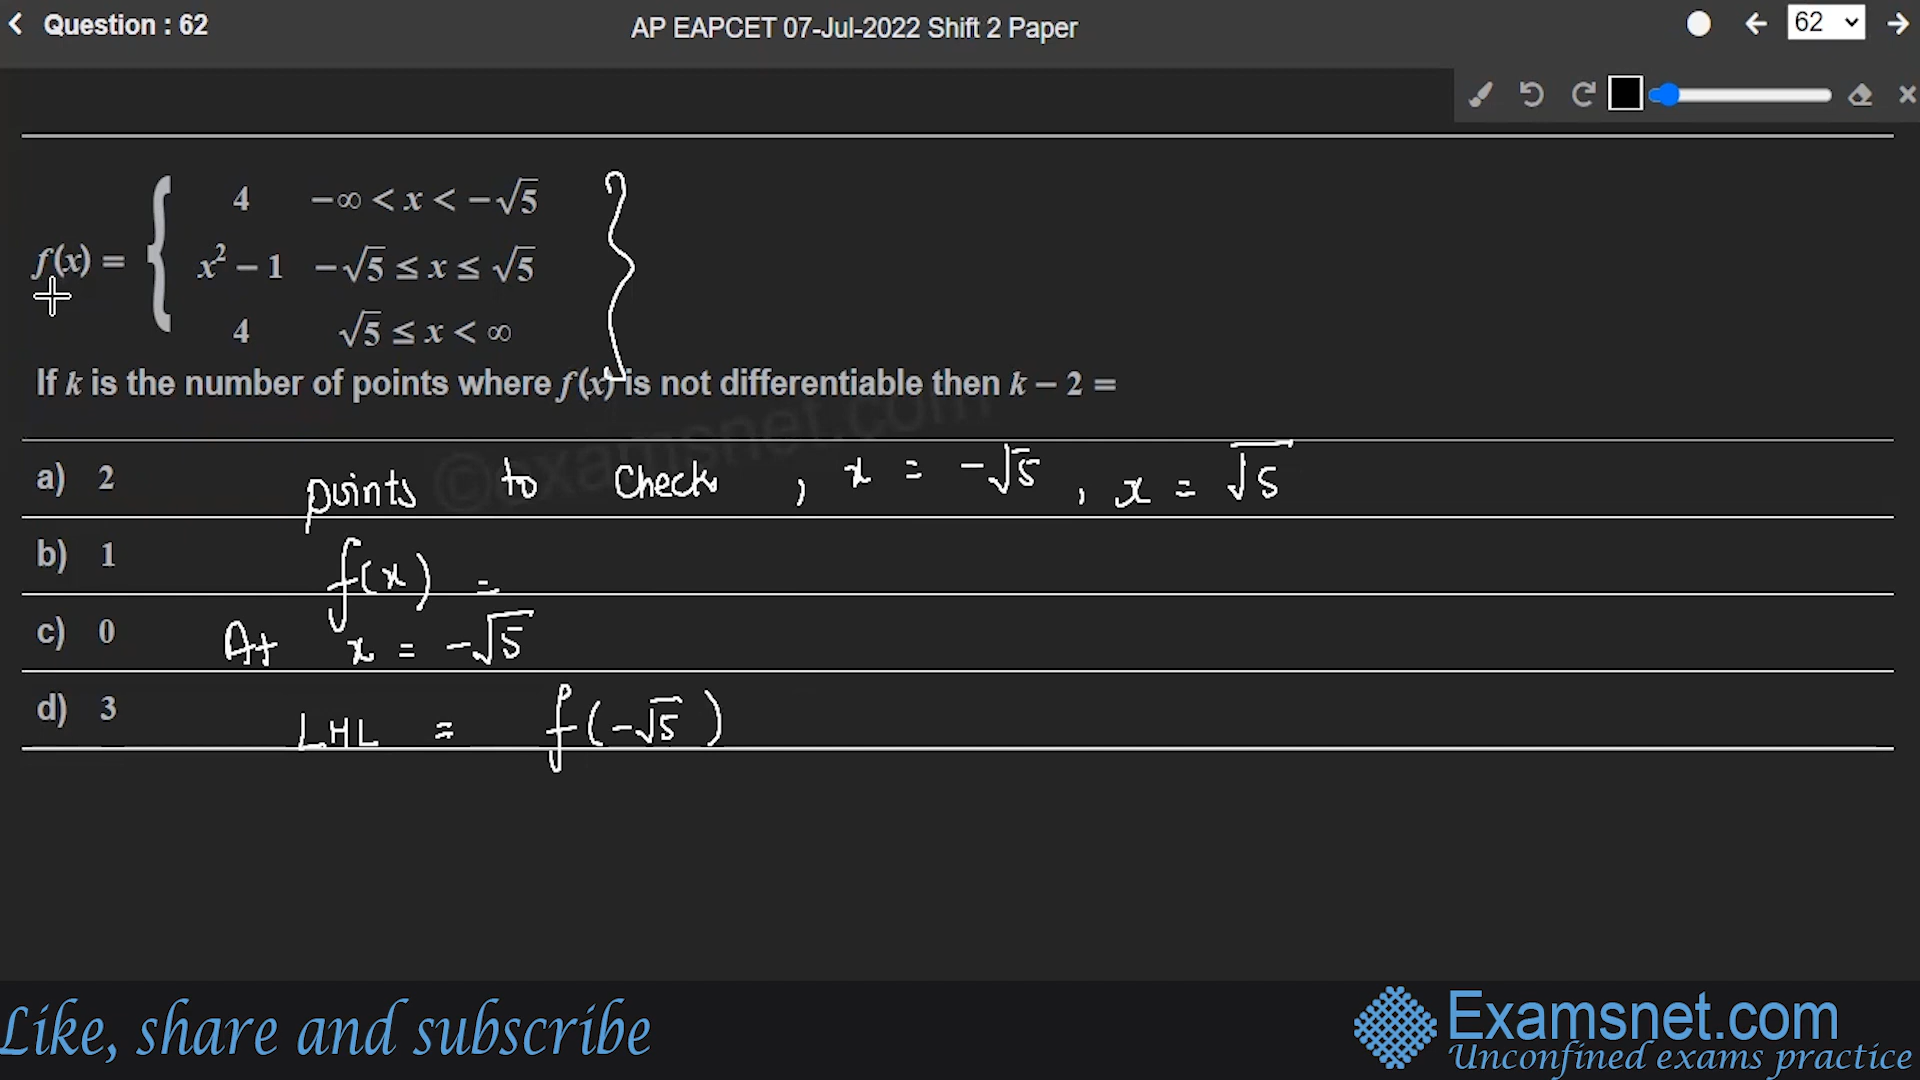 Question : 62
AP EAPCET 07-Jul-2022 Shift 2 Paper
62
f(x) = { 4 −∞ < x < −√5
x² − 1 −√5 ≤ x ≤ √5
4 √5 ≤ x < ∞
If k is the number of points where f(x) is not differentiable then k − 2 =
©examsnet.com
a) 2
points to check, x = −√5, x = √5
b) 1
f(x) =
c) 0
At x = −√5
d) 3
LHL = f(−√5)
Like, share and subscribe
Examsnet.com
Unconfined exams practice